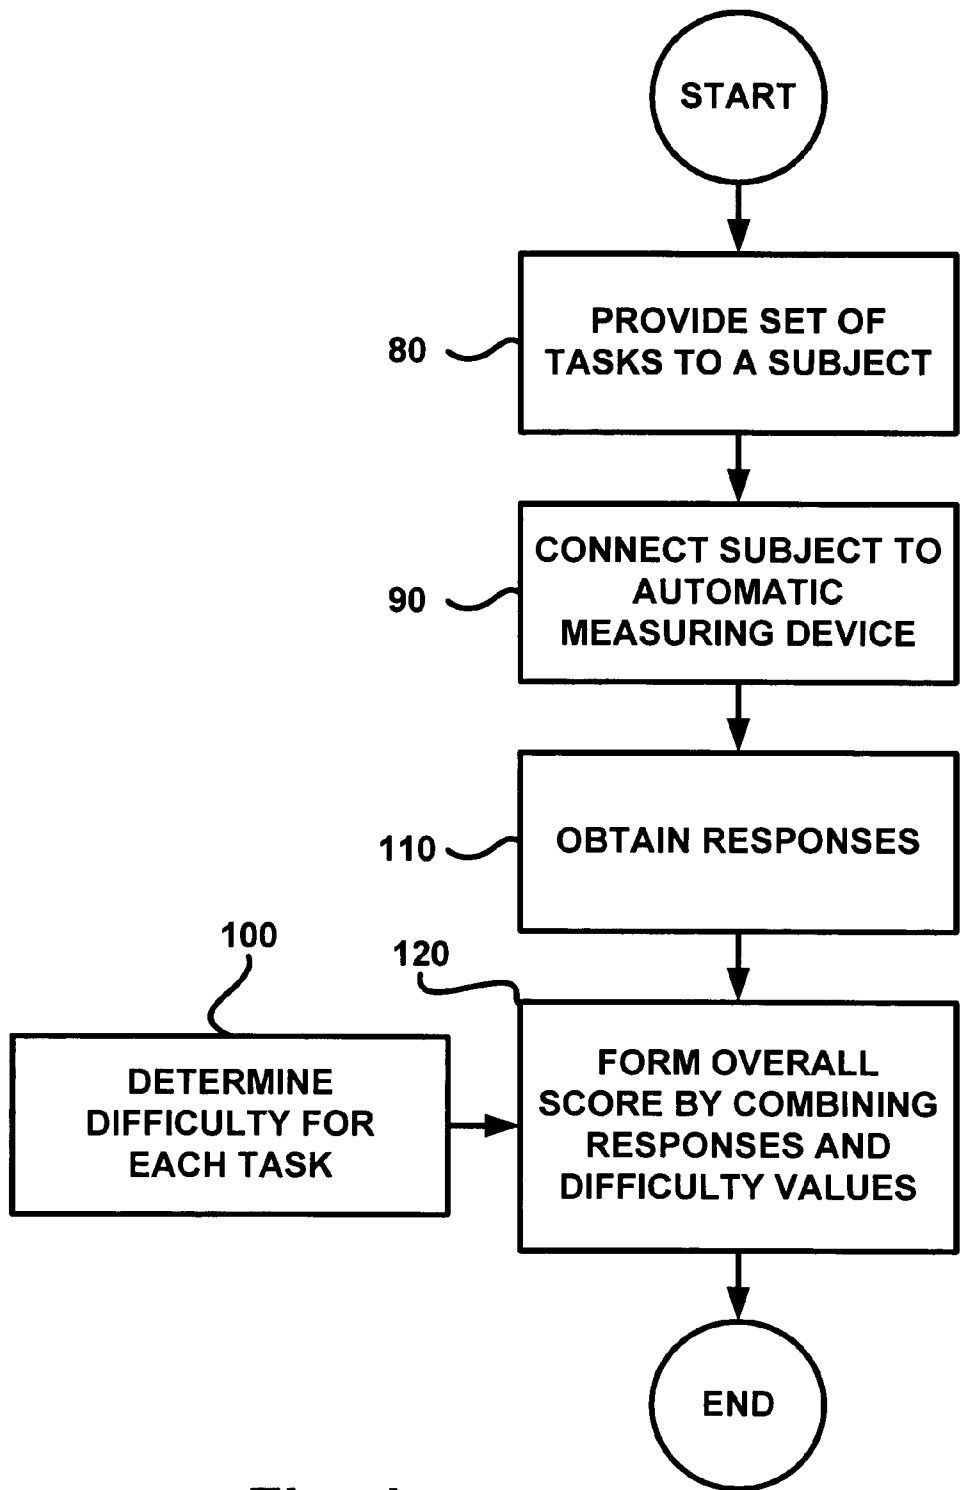 START
PROVIDE SET OF
TASKS TO A SUBJECT
80
CONNECT SUBJECT TO
AUTOMATIC
MEASURING DEVICE
90
OBTAIN RESPONSES
110
100
120
DETERMINE
DIFFICULTY FOR
EACH TASK
FORM OVERALL
SCORE BY COMBINING
RESPONSES AND
DIFFICULTY VALUES
END